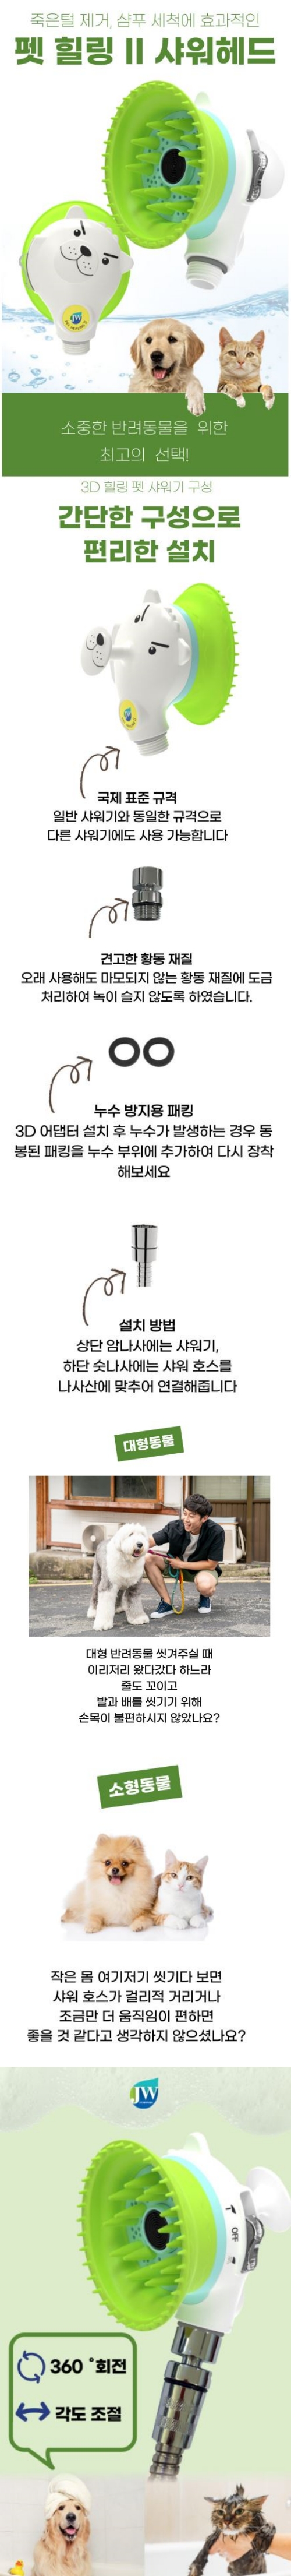 죽은털 제거, 샴푸 세척에 효과적인
펫 힐링 II 샤워헤드
JW
소중한 반려동물을 위한
최고의 선택!
3D 힐링 펫 샤워기 구성
간단한 구성으로
편리한 설치
국제 표준 규격
일반 샤워기와 동일한 규격으로
다른 샤워기에도 사용 가능합니다
견고한 황동 재질
오래 사용해도 마모되지 않는 황동 재질에 도금
처리하여 녹이 슬지 않도록 하였습니다.
누수 방지용 패킹
3D 어댑터 설치 후 누수가 발생하는 경우 동
봉된 패킹을 누수 부위에 추가하여 다시 장착
해보세요
설치 방법
상단 암나사에는 샤워기,
하단 숫나사에는 샤워 호스를
나사산에 맞추어 연결해줍니다
대형동물
대형 반려동물 씻겨주실 때
이리저리 왔다갔다 하느라
줄도 꼬이고
발과 배를 씻기기 위해
손목이 불편하시지 않았나요?
소형동물
작은 몸 여기저기 씻기다 보면
샤워 호스가 걸리적 거리거나
조금만 더 움직임이 편하면
좋을 것 같다고 생각하지 않으셨나요?
JW
OFF
360 °회전
각도 조절